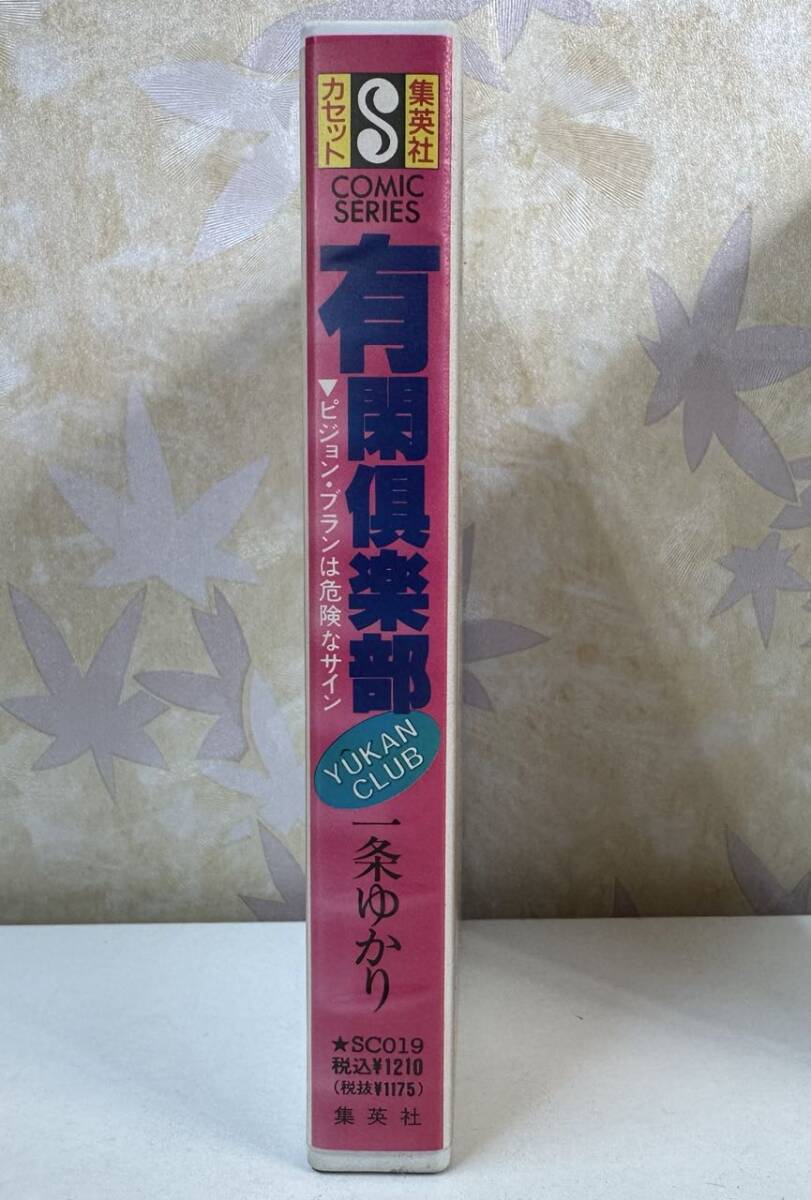 集英社
カセット
S
COMIC
SERIES
有閑倶楽部
▼ピジョン・ブランは危険なサイン
YŪKAN
CLUB
一条ゆかり
★SC019
税込¥1210
(税抜¥1175)
集英社